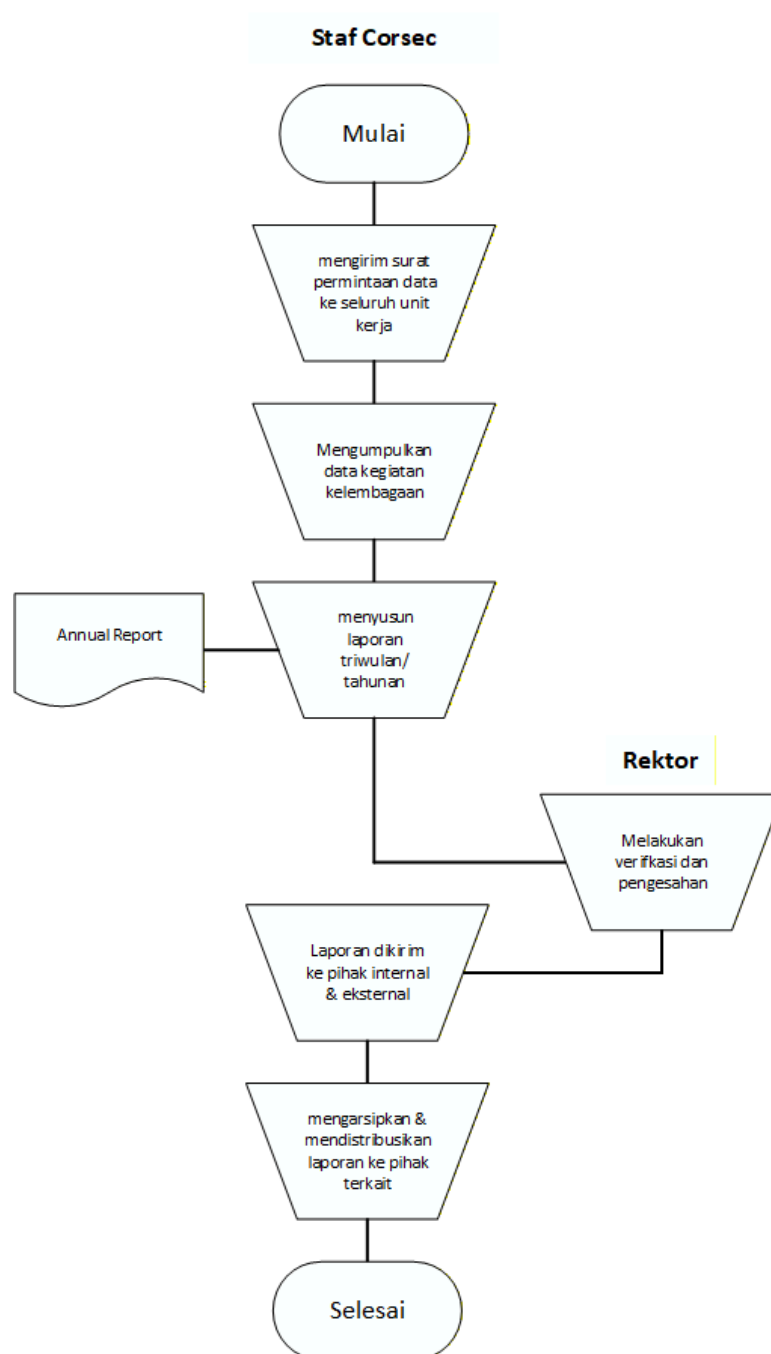 Staf Corsec
Mulai
mengirim surat
permintaan data
ke seluruh unit
kerja
Mengumpulkan
data kegiatan
kelembagaan
Annual Report
menyusun
laporan
triwulan/
tahunan
Rektor
Melakukan
verifkasi dan
pengesahan
Laporan dikirim
ke pihak internal
& eksternal
mengarsipkan &
mendistribusikan
laporan ke pihak
terkait
Selesai